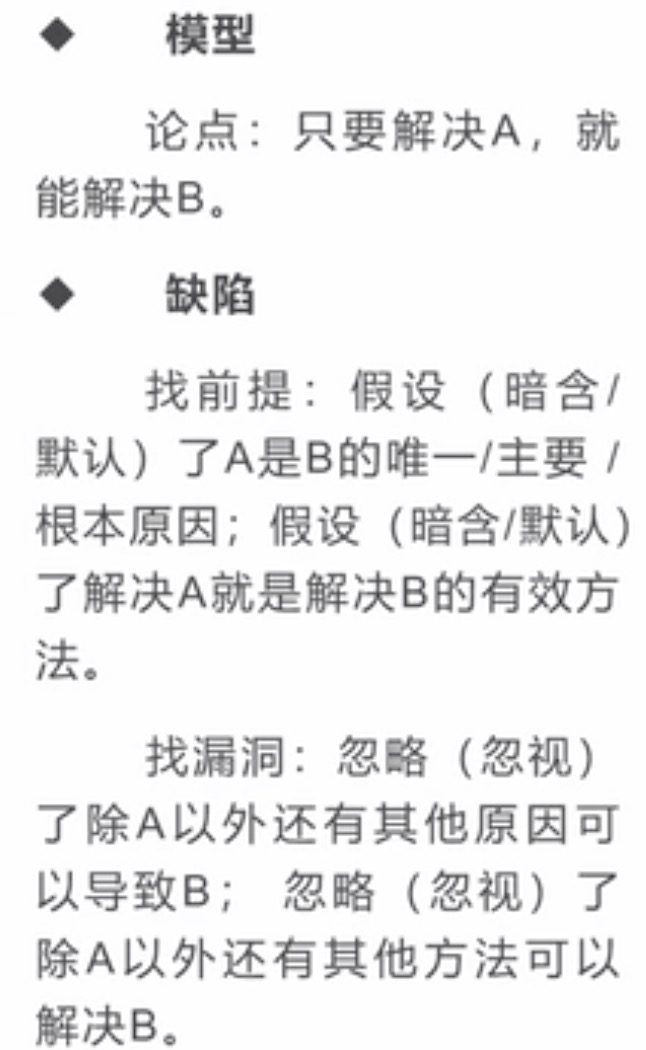 ◆ 模型
论点：只要解决A，就
能解决B。
◆ 缺陷
找前提：假设（暗含/
默认）了A是B的唯一/主要 /
根本原因；假设（暗含/默认）
了解决A就是解决B的有效方
法。
找漏洞：忽略（忽视）
了除A以外还有其他原因可
以导致B； 忽略（忽视）了
除A以外还有其他方法可以
解决B。